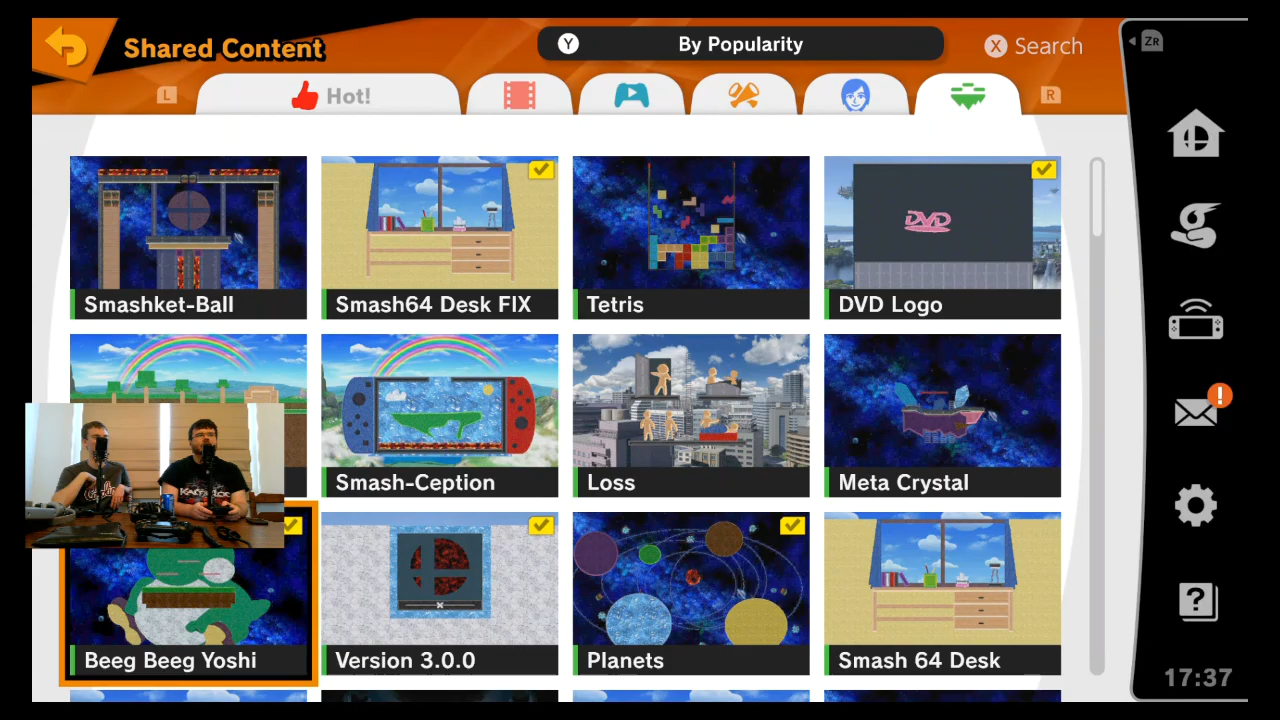 Shared Content
Y By Popularity
X Search
ZR
L
Hot!
R
Smashket-Ball
Smash64 Desk FIX
Tetris
DVD
DVD Logo
Smash-Ception
Loss
Meta Crystal
!
Beeg Beeg Yoshi
Version 3.0.0
Planets
Smash 64 Desk
?
17:37